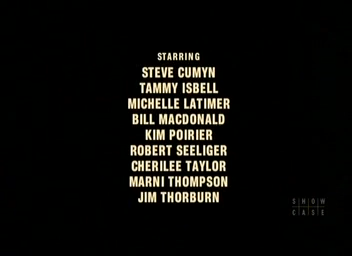 STARRING
STEVE CUMYN
TAMMY ISBELL
MICHELLE LATIMER
BILL MACDONALD
KIM POIRIER
ROBERT SEELIGER
CHERILEE TAYLOR
MARNI THOMPSON
JIM THORBURN
SHOW
CASE